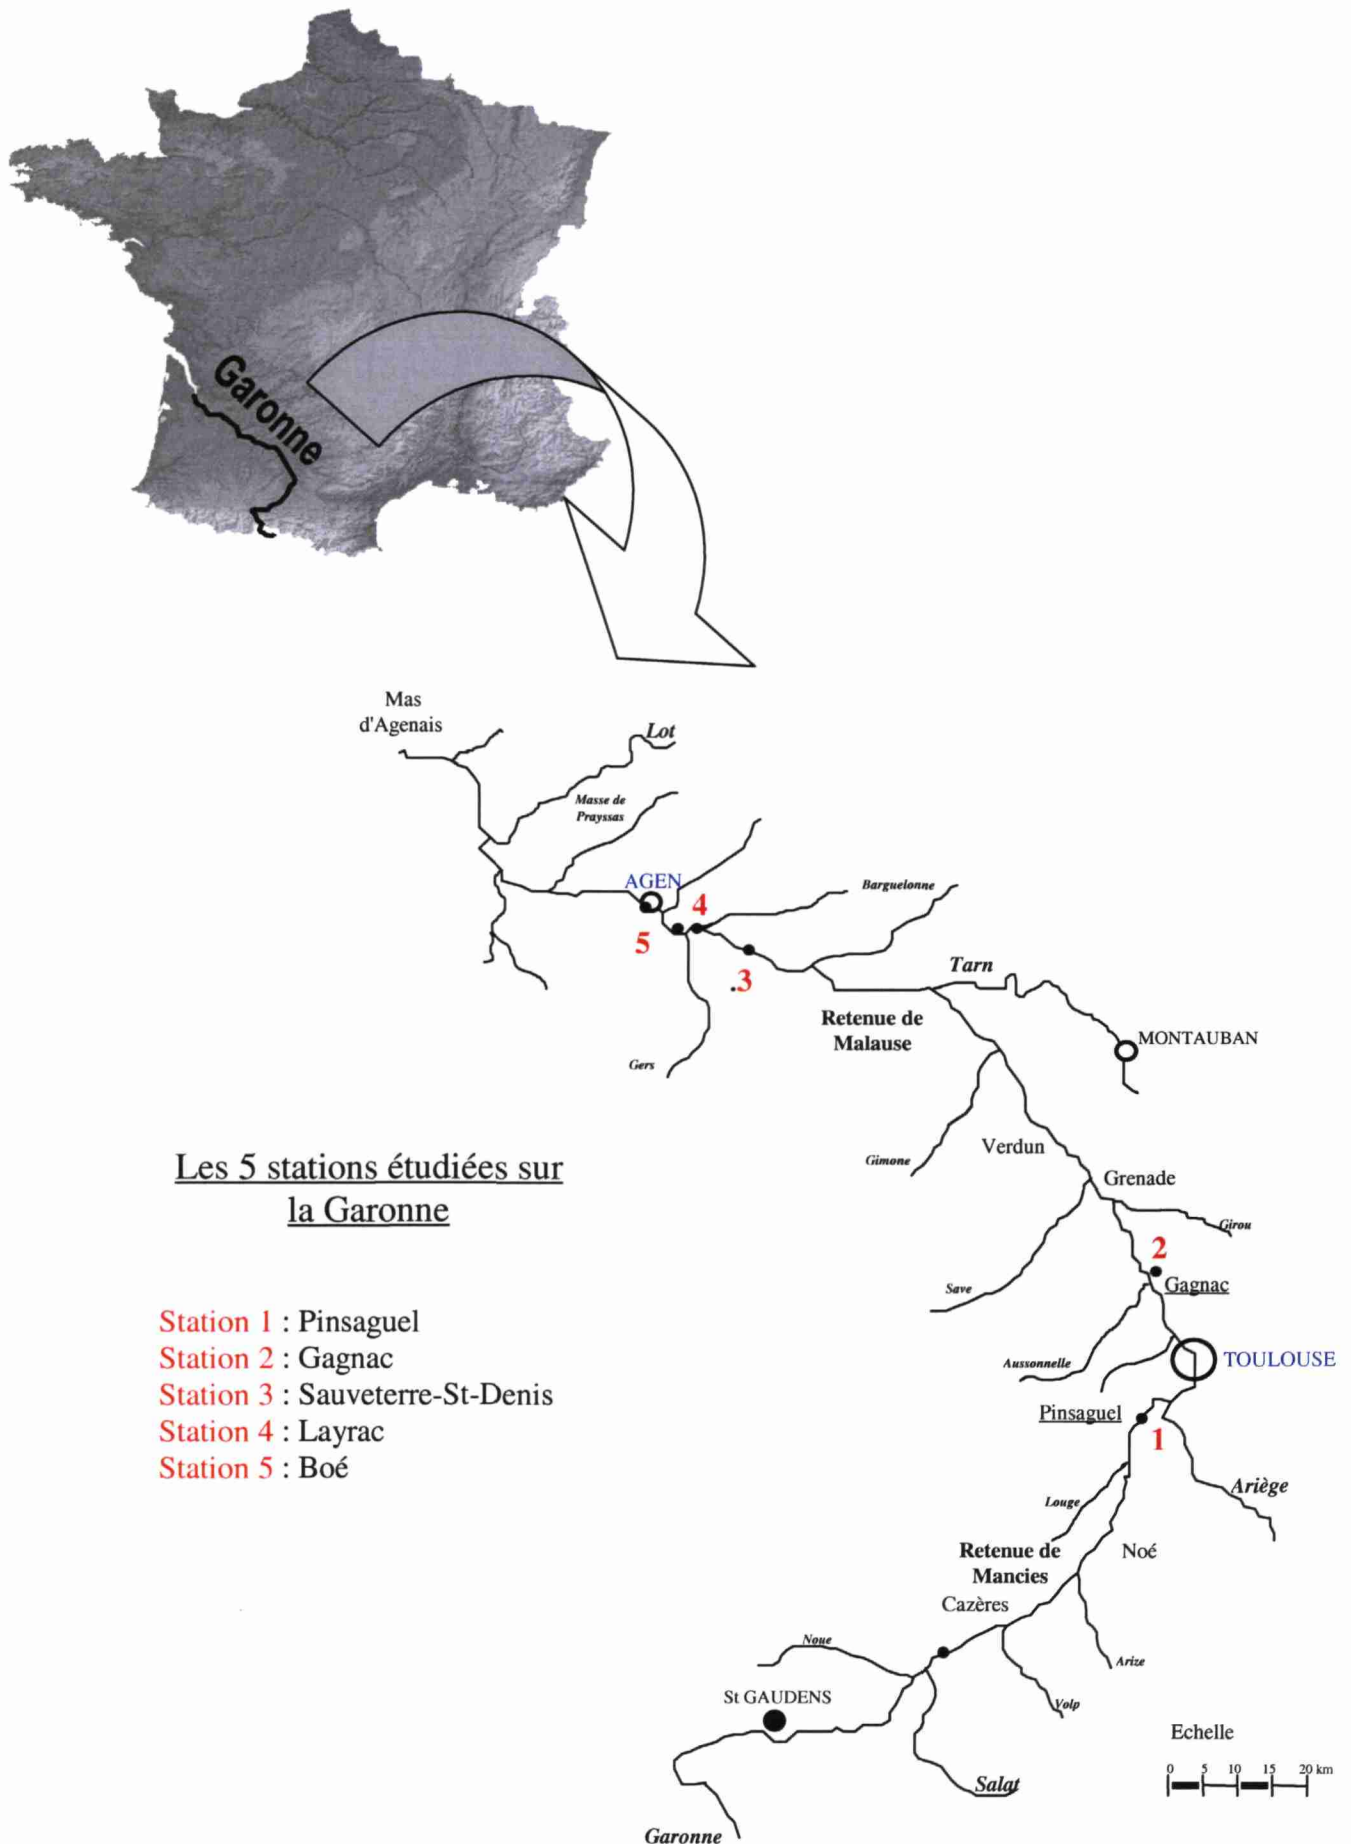 Garonne
Mas
d'Agenais
Lot
Masse de
Prayssas
AGEN
4
Barguelonne
5
.3
Tarn
Retenue de
Malause
MONTAUBAN
Gers
Verdun
Gimone
Les 5 stations étudiées sur
la Garonne
Grenade
Girou
2
Gagnac
Save
Station 1 : Pinsaguel
Station 2 : Gagnac
Station 3 : Sauveterre-St-Denis
Station 4 : Layrac
Station 5 : Boé
Aussonnelle
TOULOUSE
Pinsaguel
1
Ariège
Louge
Retenue de
Mancies
Noé
Cazères
Noue
Arize
St GAUDENS
Volp
Echelle
0 5 10 15 20 km
Salat
Garonne